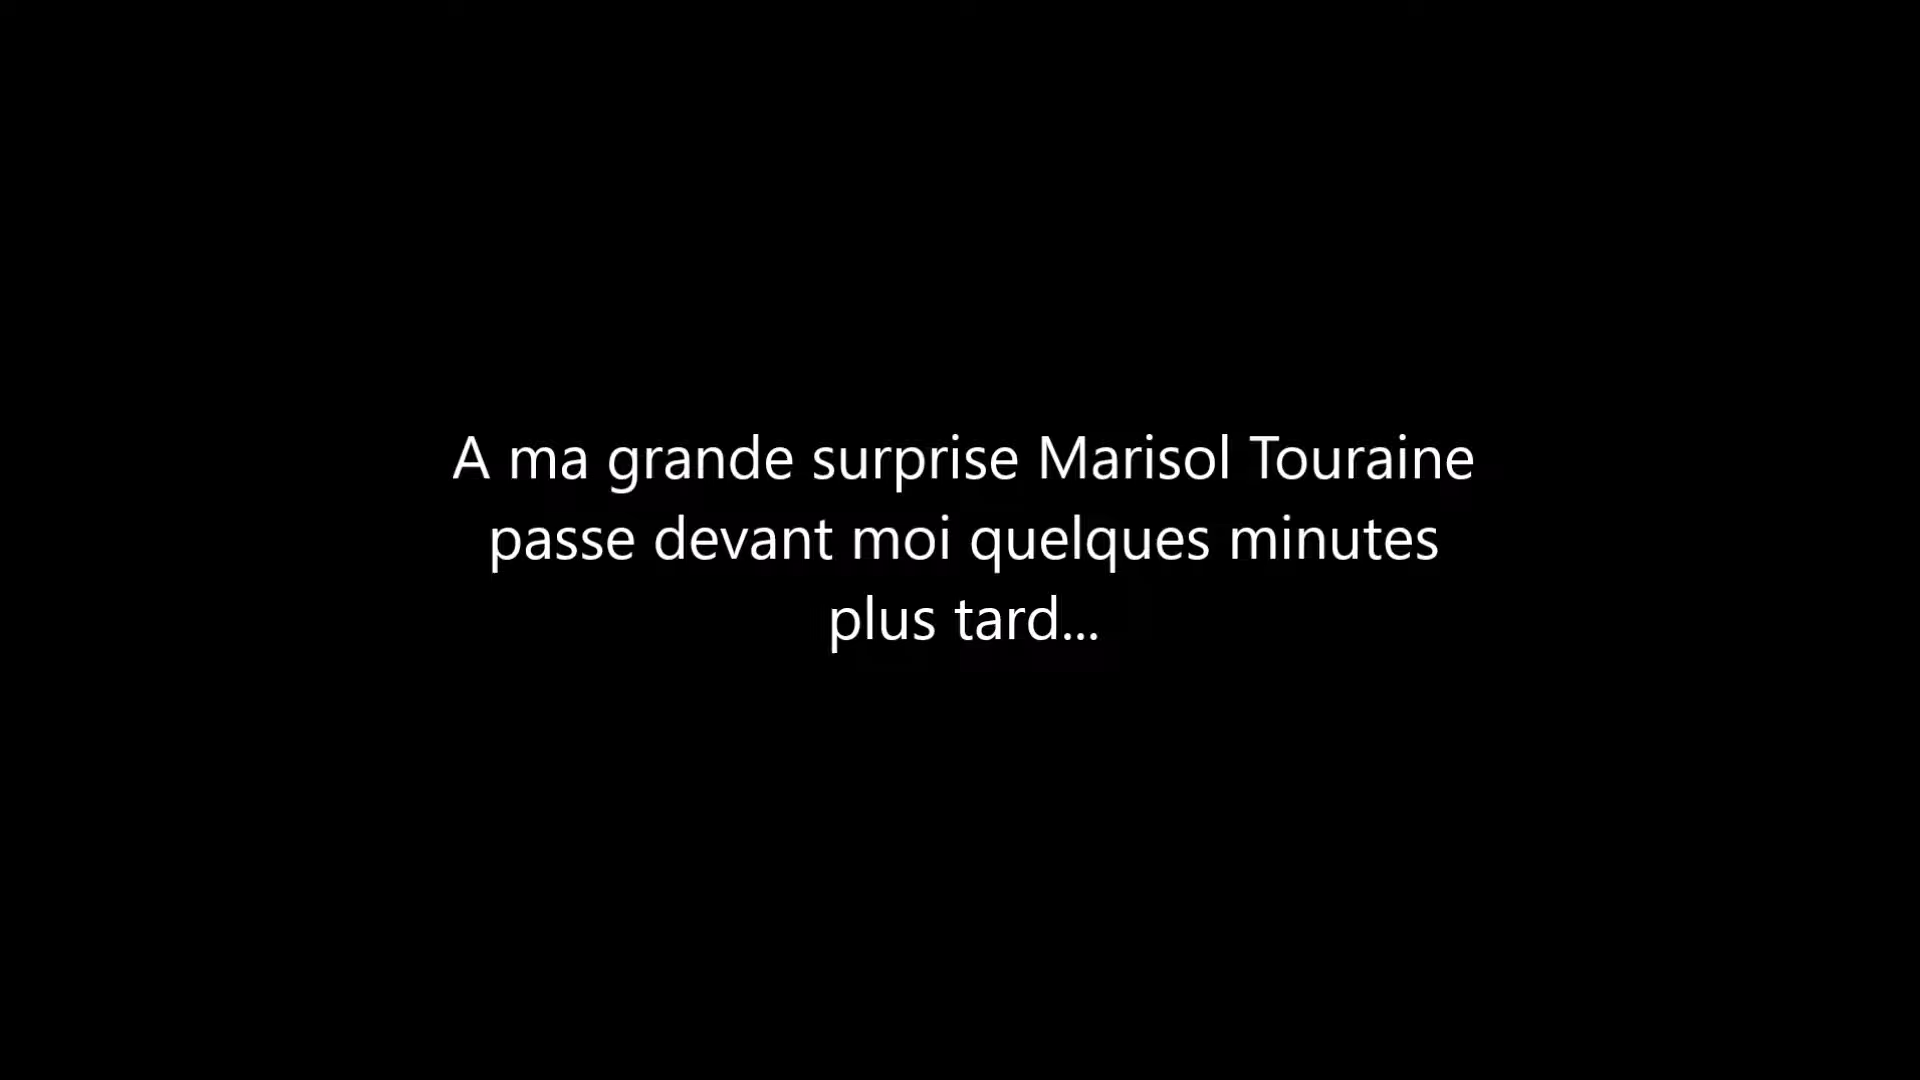 A ma grande surprise Marisol Touraine
passe devant moi quelques minutes
plus tard...